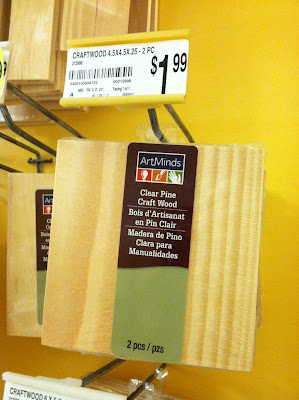 CRAFTWOOD 4.5X4.5X.25 - 2 PC
$1.99
ArtMinds
Clear Pine
Craft Wood
Bois d'Artisanat
en Pin Clair
Madera de Pino
Clara para
Manualidades
2 pcs / pzs